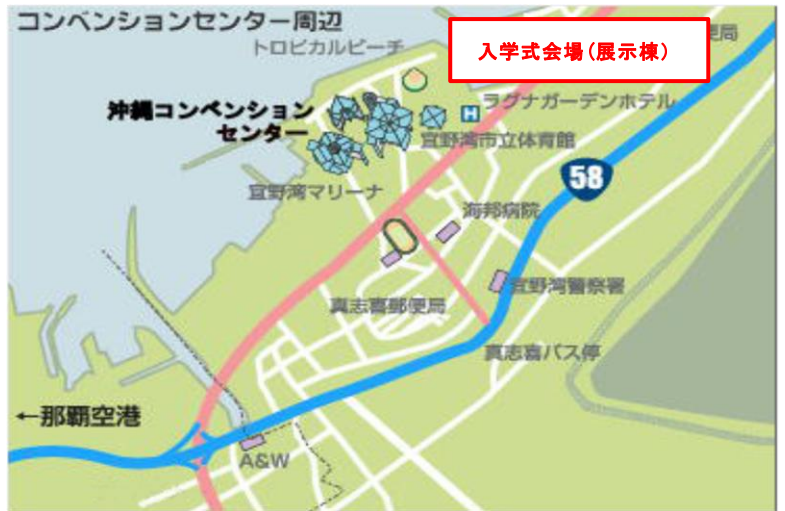 コンベンションセンター周辺
トロピカルビーチ
入学式会場(展示棟)
便局
沖縄コンベンション
センター
H
ラグナガーデンホテル
宜野湾市立体育館
58
宜野湾マリーナ
海邦病院
宜野湾警察署
真志喜郵便局
真志喜バス停
←那覇空港
A&W